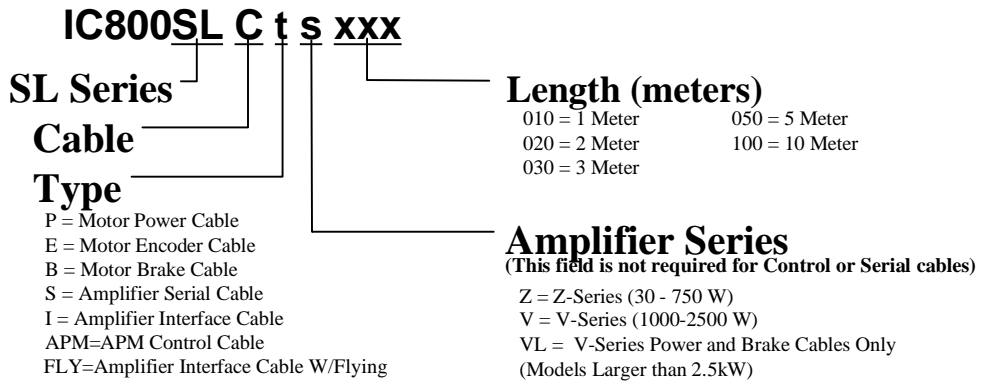 IC800SL C t s xxx
SL Series
Cable
Type
P = Motor Power Cable
E = Motor Encoder Cable
B = Motor Brake Cable
S = Amplifier Serial Cable
I = Amplifier Interface Cable
APM=APM Control Cable
FLY=Amplifier Interface Cable W/Flying
Length (meters)
010 = 1 Meter 050 = 5 Meter
020 = 2 Meter 100 = 10 Meter
030 = 3 Meter
Amplifier Series
(This field is not required for Control or Serial cables)
Z = Z-Series (30 - 750 W)
V = V-Series (1000-2500 W)
VL = V-Series Power and Brake Cables Only
(Models Larger than 2.5kW)